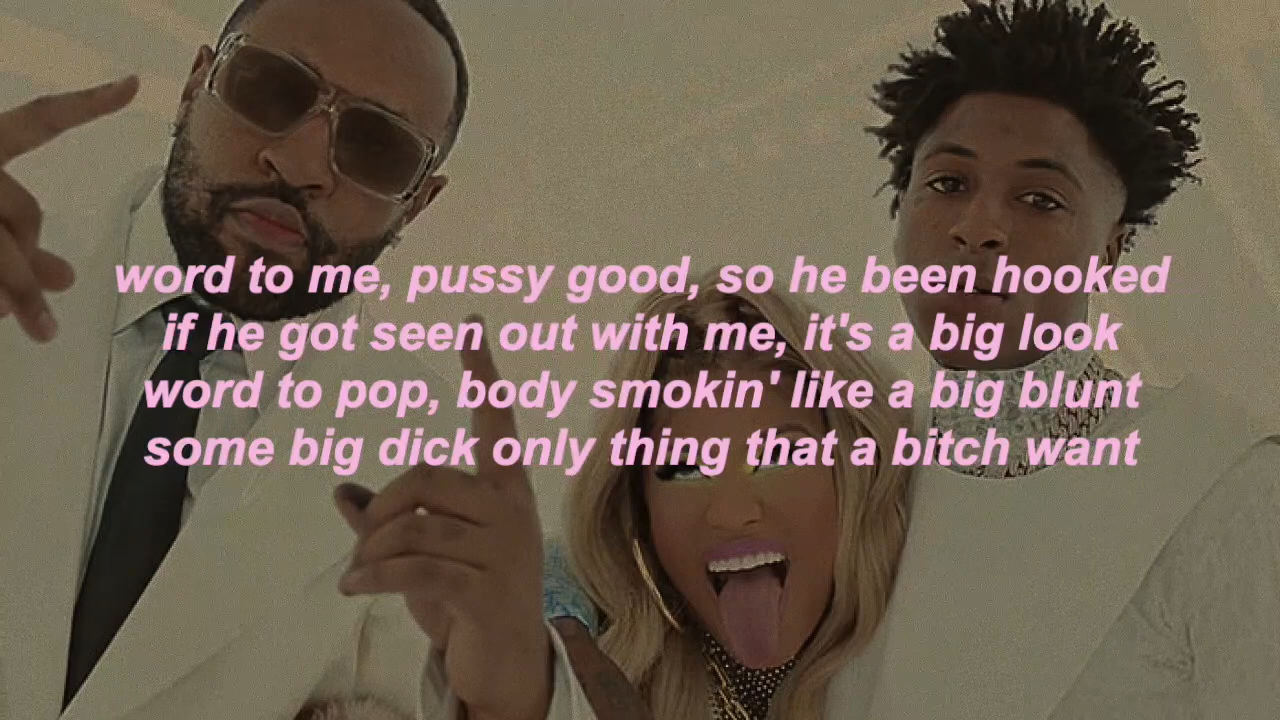 word to me, pussy good, so he been hooked
if he got seen out with me, it's a big look
word to pop, body smokin' like a big blunt
some big dick only thing that a bitch want